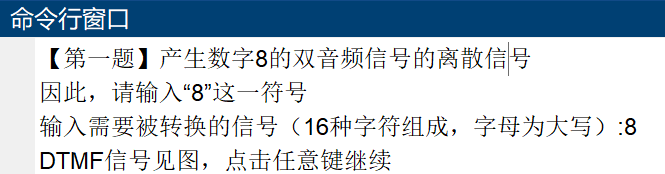 命令行窗口
【第一题】产生数字8的双音频信号的离散信号
因此，请输入“8”这一符号
输入需要被转换的信号（16种字符组成，字母为大写）:8
DTMF信号见图，点击任意键继续